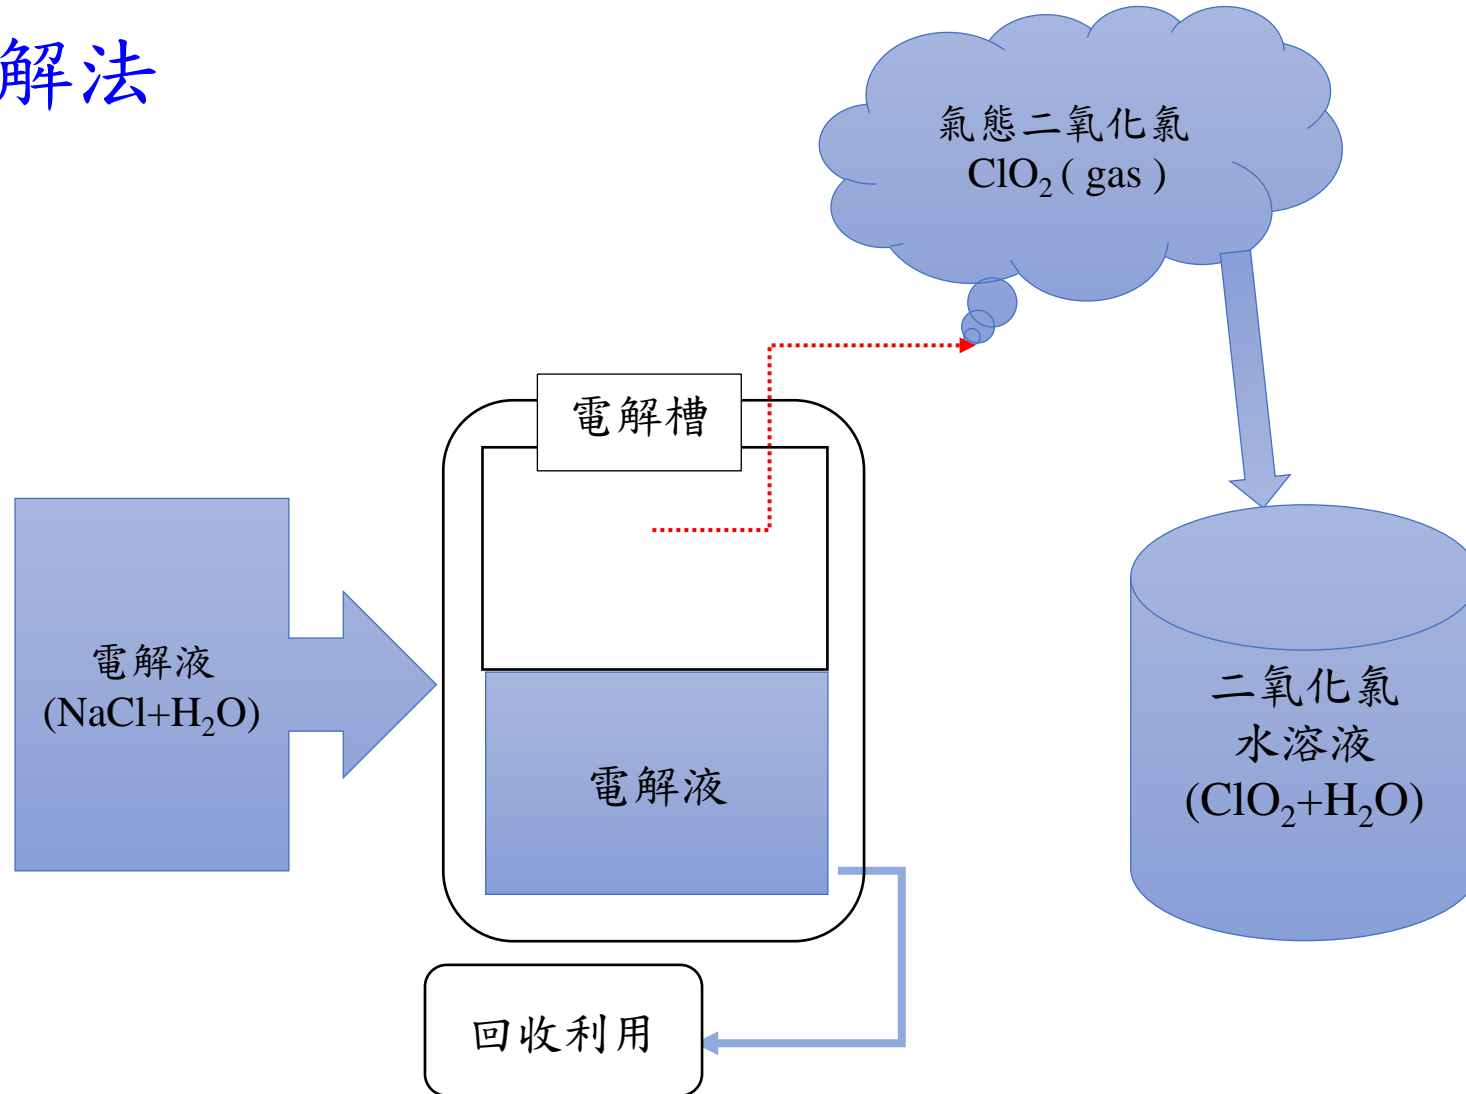 解法
氣態二氧化氯
ClO₂ ( gas )
電解槽
電解液
(NaCl+H₂O)
電解液
二氧化氯
水溶液
(ClO₂+H₂O)
回收利用